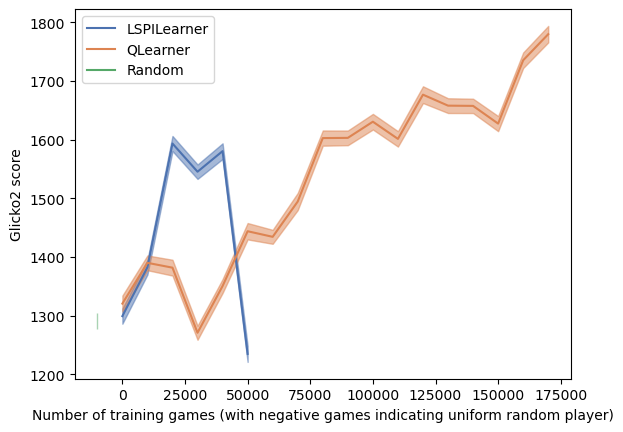 LSPILearner
QLearner
Random
1800
1700
1600
1500
1400
1300
1200
Glicko2 score
0 25000 50000 75000 100000 125000 150000 175000
Number of training games (with negative games indicating uniform random player)